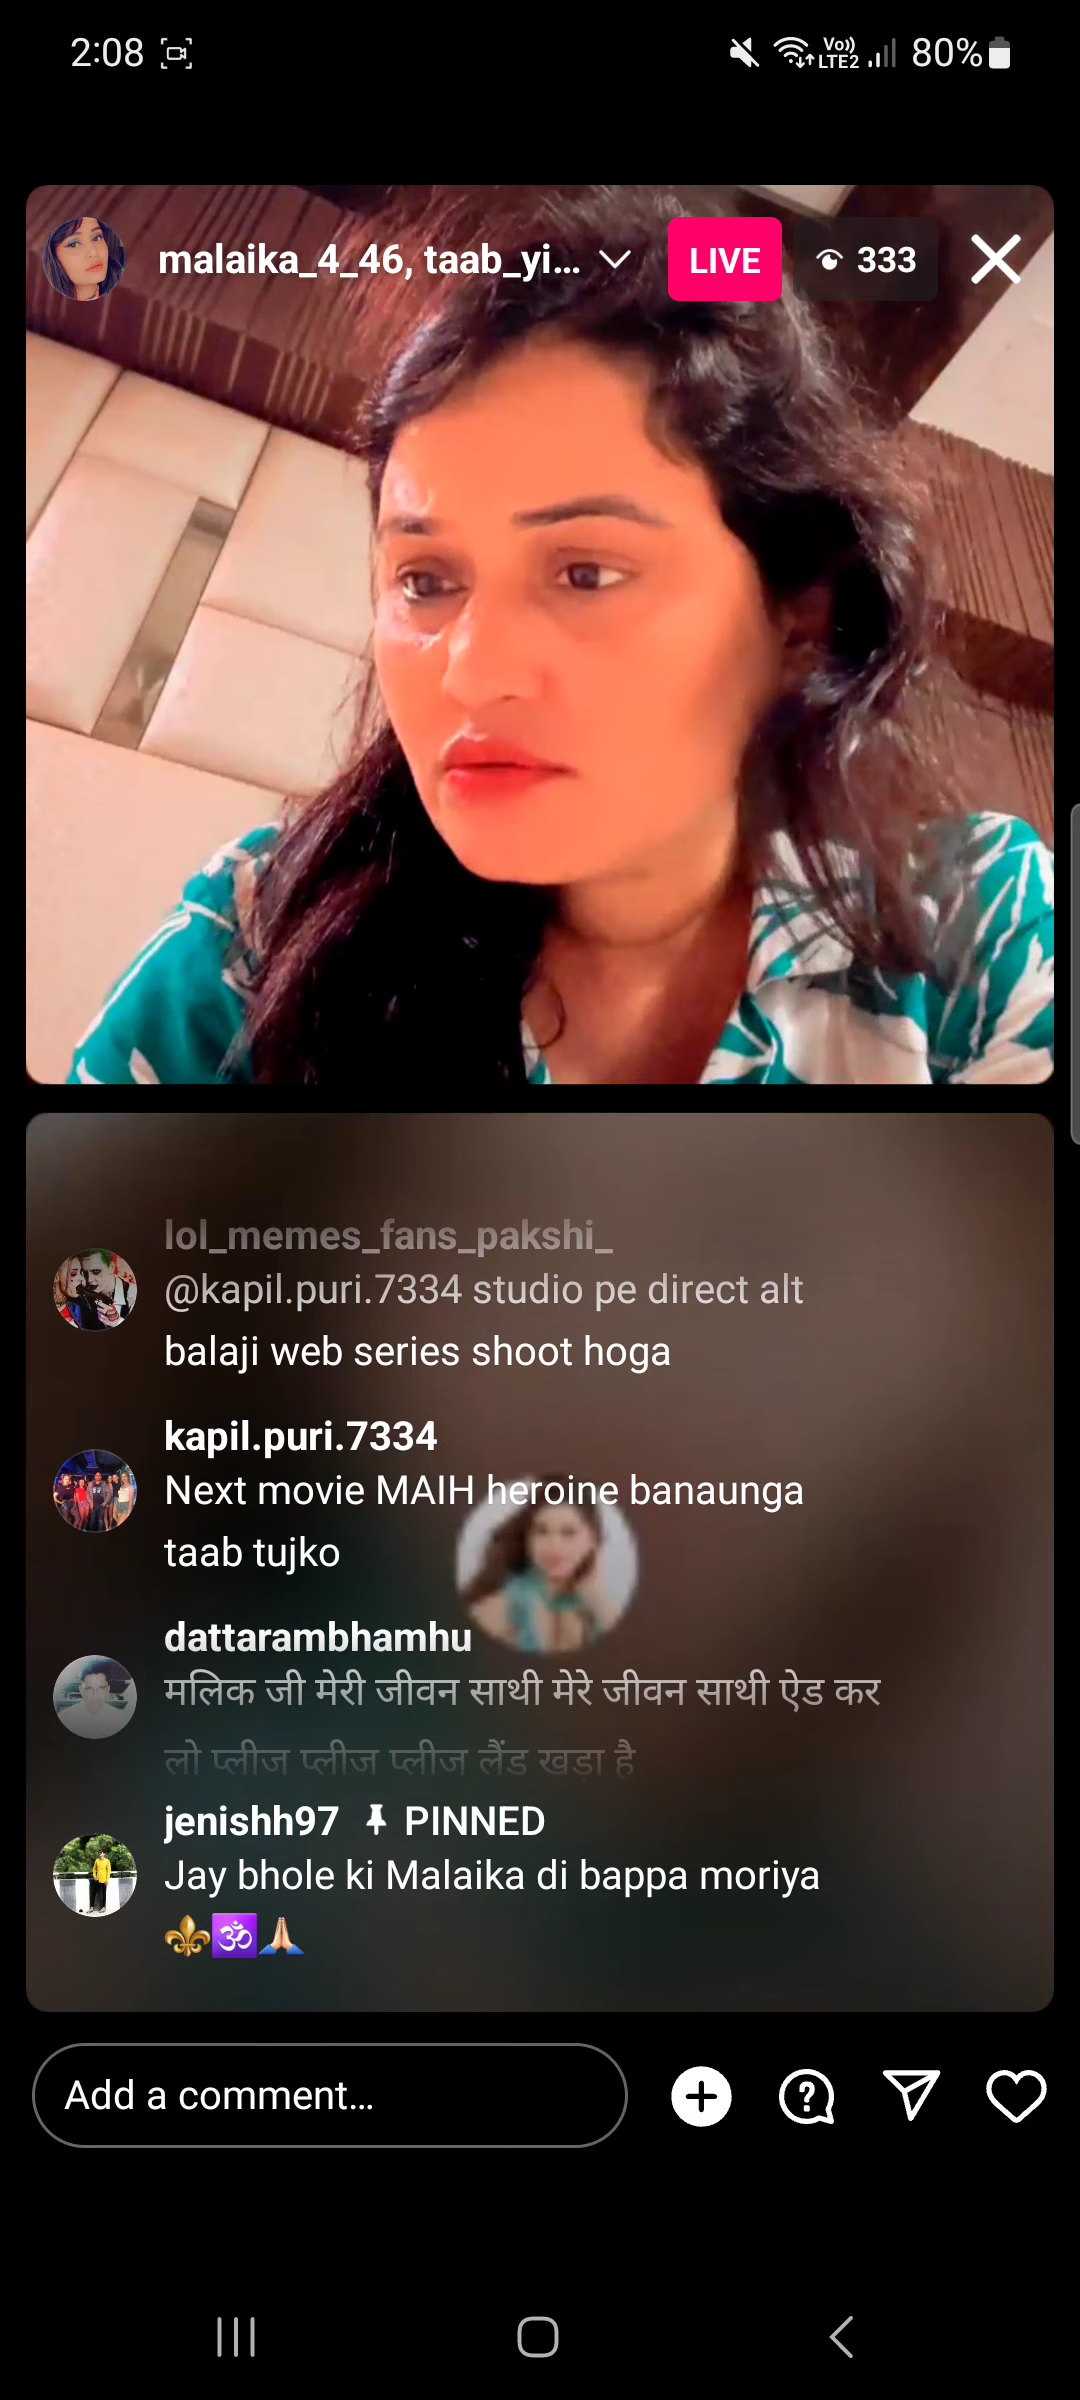 2:08
Vo))
LTE2
80%
malaika_4_46, taab_yi...
LIVE
333
lol_memes_fans_pakshi_
@kapil.puri.7334 studio pe direct alt
balaji web series shoot hoga
kapil.puri.7334
Next movie MAIH heroine banaunga
taab tujko
dattarambhamhu
मलिक जी मेरी जीवन साथी मेरे जीवन साथी ऐड कर
लो प्लीज प्लीज प्लीज लैंड खड़ा है
jenishh97 📌 PINNED
Jay bhole ki Malaika di bappa moriya
⚜️🕉️🙏🏻
Add a comment...